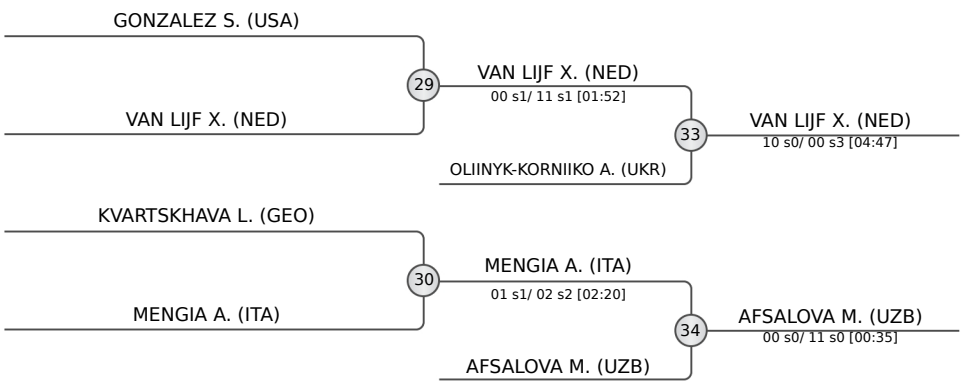 GONZALEZ S. (USA)
29
VAN LIJF X. (NED)
VAN LIJF X. (NED)
00 s1/ 11 s1 [01:52]
33
OLIINYK-KORNIIKO A. (UKR)
VAN LIJF X. (NED)
10 s0/ 00 s3 [04:47]
KVARTSKHAVA L. (GEO)
30
MENGIA A. (ITA)
MENGIA A. (ITA)
01 s1/ 02 s2 [02:20]
34
AFSALOVA M. (UZB)
AFSALOVA M. (UZB)
00 s0/ 11 s0 [00:35]